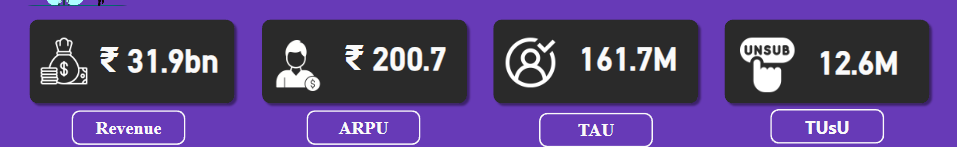 ₹ 31.9bn
₹ 200.7
161.7M
UNSUB
12.6M
Revenue
ARPU
TAU
TUsU